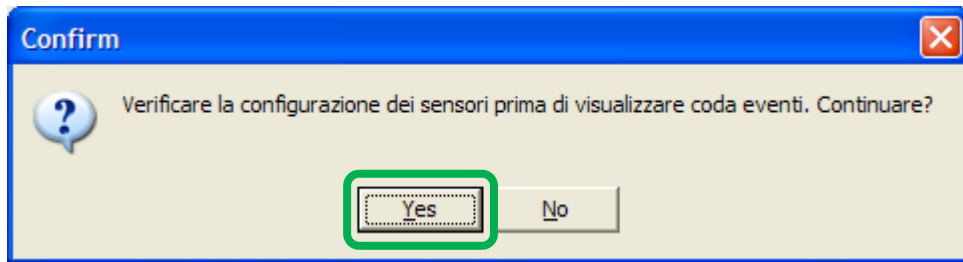 Confirm
Verificare la configurazione dei sensori prima di visualizzare coda eventi. Continuare?
Yes
No